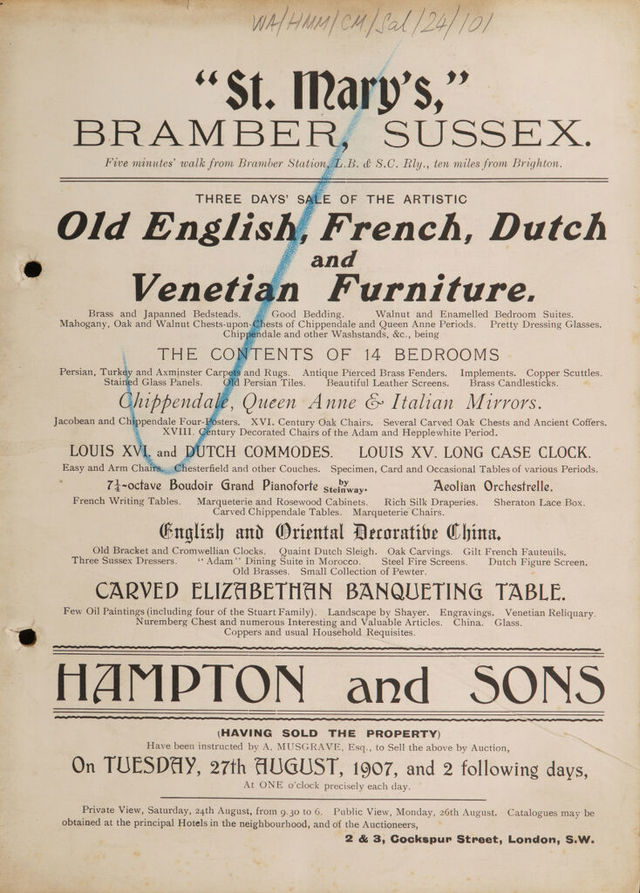 WA/HMM/CM/Sal/24/101
“St. Mary’s,”
BRAMBER, SUSSEX.
Five minutes’ walk from Bramber Station, L.B. & S.C. Rly., ten miles from Brighton.
THREE DAYS’ SALE OF THE ARTISTIC
Old English, French, Dutch
and
Venetian Furniture.
Brass and Japanned Bedsteads. Good Bedding. Walnut and Enamelled Bedroom Suites.
Mahogany, Oak and Walnut Chests-upon-Chests of Chippendale and Queen Anne Periods. Pretty Dressing Glasses.
Chippendale and other Washstands, &c., being
THE CONTENTS OF 14 BEDROOMS
Persian, Turkey and Axminster Carpets and Rugs. Antique Pierced Brass Fenders. Implements. Copper Scuttles.
Stained Glass Panels. Old Persian Tiles. Beautiful Leather Screens. Brass Candlesticks.
Chippendale, Queen Anne & Italian Mirrors.
Jacobean and Chippendale Four-Posters. XVI. Century Oak Chairs. Several Carved Oak Chests and Ancient Coffers.
XVIII. Century Decorated Chairs of the Adam and Hepplewhite Period.
LOUIS XVI. and DUTCH COMMODES. LOUIS XV. LONG CASE CLOCK.
Easy and Arm Chairs. Chesterfield and other Couches. Specimen, Card and Occasional Tables of various Periods.
7¼-octave Boudoir Grand Pianoforte by Steinway. Aeolian Orchestrelle.
French Writing Tables. Marqueterie and Rosewood Cabinets. Rich Silk Draperies. Sheraton Lace Box.
Carved Chippendale Tables. Marqueterie Chairs.
English and Oriental Decorative China.
Old Bracket and Cromwellian Clocks. Quaint Dutch Sleigh. Oak Carvings. Gilt French Fauteuils.
Three Sussex Dressers. “Adam” Dining Suite in Morocco. Steel Fire Screens. Dutch Figure Screen.
Old Brasses. Small Collection of Pewter.
CARVED ELIZABETHAN BANQUETING TABLE.
Few Oil Paintings (including four of the Stuart Family). Landscape by Shayer. Engravings. Venetian Reliquary.
Nuremberg Chest and numerous Interesting and Valuable Articles. China. Glass.
Coppers and usual Household Requisites.
HAMPTON and SONS
(HAVING SOLD THE PROPERTY)
Have been instructed by A. MUSGRAVE, Esq., to Sell the above by Auction,
On TUESDAY, 27th AUGUST, 1907, and 2 following days,
At ONE o’clock precisely each day.
Private View, Saturday, 24th August, from 9.30 to 6. Public View, Monday, 26th August. Catalogues may be
obtained at the principal Hotels in the neighbourhood, and of the Auctioneers,
2 & 3, Cockspur Street, London, S.W.